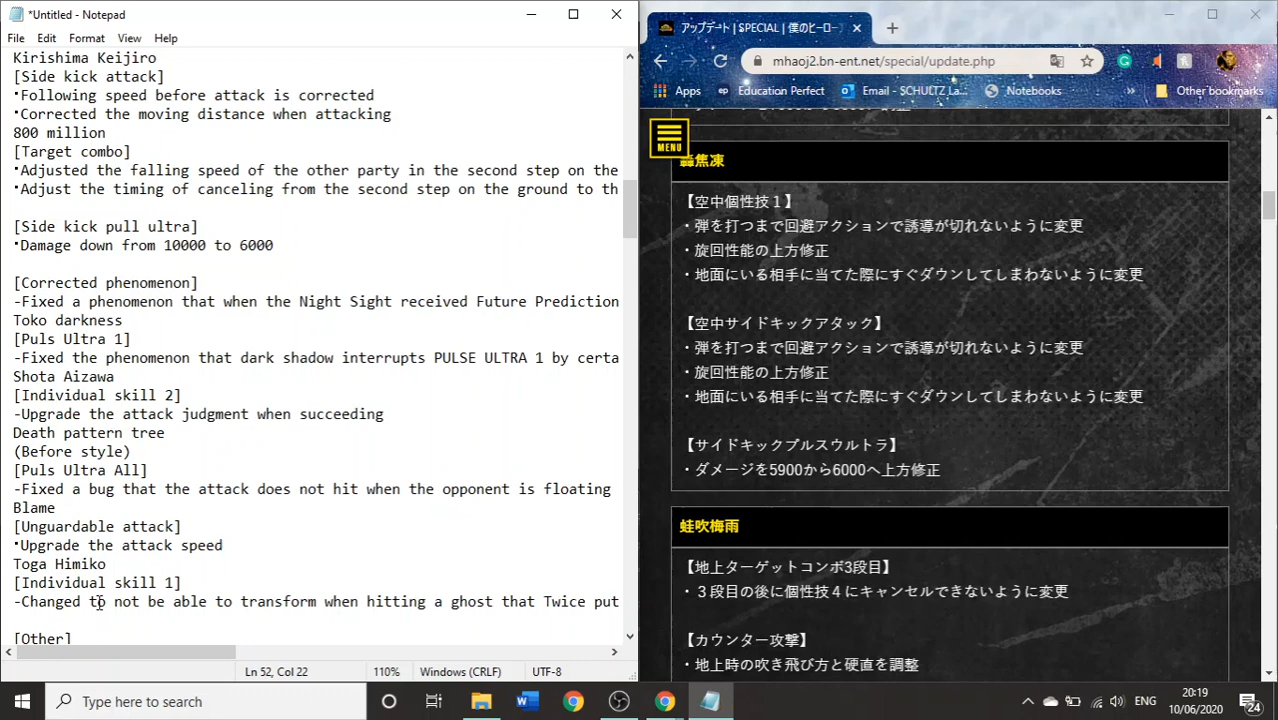 *Untitled - Notepad
File Edit Format View Help
Kirishima Keijiro
[Side kick attack]
・Following speed before attack is corrected
・Corrected the moving distance when attacking
800 million
[Target combo]
・Adjusted the falling speed of the other party in the second step on the
・Adjust the timing of canceling from the second step on the ground to th
[Side kick pull ultra]
・Damage down from 10000 to 6000
[Corrected phenomenon]
-Fixed a phenomenon that when the Night Sight received Future Prediction
Toko darkness
[Puls Ultra 1]
-Fixed the phenomenon that dark shadow interrupts PULSE ULTRA 1 by certa
Shota Aizawa
[Individual skill 2]
-Upgrade the attack judgment when succeeding
Death pattern tree
(Before style)
[Puls Ultra All]
-Fixed a bug that the attack does not hit when the opponent is floating
Blame
[Unguardable attack]
・Upgrade the attack speed
Toga Himiko
[Individual skill 1]
-Changed to not be able to transform when hitting a ghost that Twice put
[Other]
Ln 52, Col 22 110% Windows (CRLF) UTF-8
アップデート | SPECIAL | 僕のヒーロー
mhaoj2.bn-ent.net/special/update.php
Apps ep Education Perfect Email - SCHULTZ La... Notebooks » Other bookmarks
MENU
轟焦凍
【空中個性技１】
・弾を打つまで回避アクションで誘導が切れないように変更
・旋回性能の上方修正
・地面にいる相手に当てた際にすぐダウンしてしまわないように変更
【空中サイドキックアタック】
・弾を打つまで回避アクションで誘導が切れないように変更
・旋回性能の上方修正
・地面にいる相手に当てた際にすぐダウンしてしまわないように変更
【サイドキックプルスウルトラ】
・ダメージを5900から6000へ上方修正
蛙吹梅雨
【地上ターゲットコンボ3段目】
・３段目の後に個性技４にキャンセルできないように変更
【カウンター攻撃】
・地上時の吹き飛び方と硬直を調整
Type here to search
ENG
20:19
10/06/2020
24